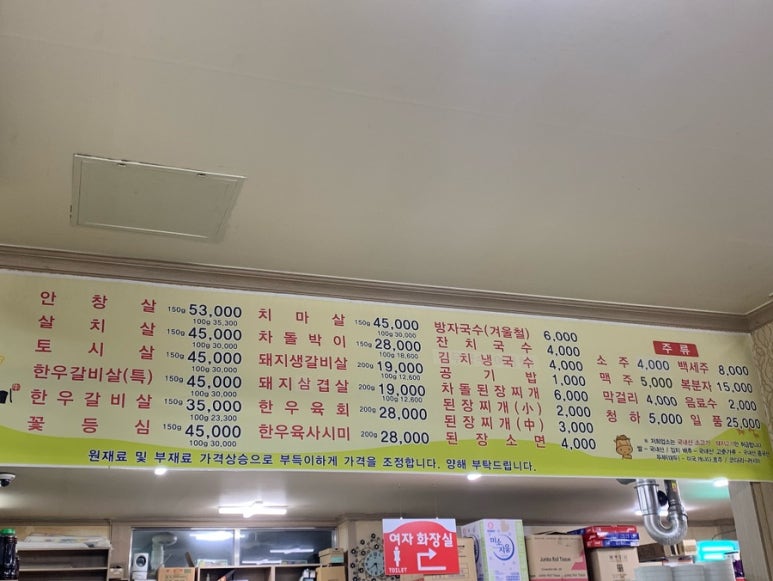 안창살 150g 53,000
100g 35,300
살치살 150g 45,000
100g 30,000
토시살 150g 45,000
100g 30,000
한우갈비살(특) 150g 45,000
100g 30,000
한우갈비살 150g 35,000
100g 23,300
꽃등심 150g 45,000
100g 30,000
치마살 150g 45,000
100g 30,000
차돌박이 150g 28,000
100g 18,600
돼지생갈비살 200g 19,000
100g 12,600
돼지삼겹살 200g 19,000
100g 12,600
한우육회 200g 28,000
한우육사시미 200g 28,000
방자국수(겨울철) 6,000
잔치국수 4,000
김치냉국수 4,000
공기밥 1,000
차돌된장찌개 6,000
된장찌개(小) 2,000
된장찌개(中) 3,000
된장소면 4,000
주류
소주 4,000 백세주 8,000
맥주 5,000 복분자 15,000
막걸리 4,000 음료수 2,000
청하 5,000 일품 25,000
원재료 및 부재료 가격상승으로 부득이하게 가격을 조정합니다. 양해 부탁드립니다.
여자 화장실
TOILET
Jumbo Roll Tissue